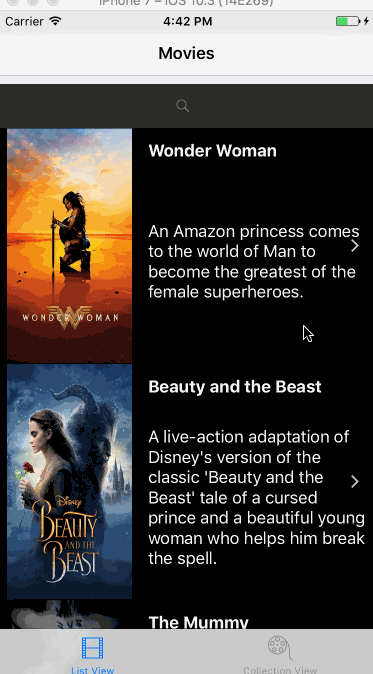 iPhone 7 – iOS 10.3 (14E269)
Carrier 4:42 PM
Movies
Wonder Woman
An Amazon princess comes
to the world of Man to
become the greatest of the
female superheroes.
WONDER WOMAN
Beauty and the Beast
A live-action adaptation of
Disney's version of the
classic 'Beauty and the
Beast' tale of a cursed
prince and a beautiful young
woman who helps him break
the spell.
Disney
BEAUTY
AND THE
BEAST
The Mummy
List View
Collection View